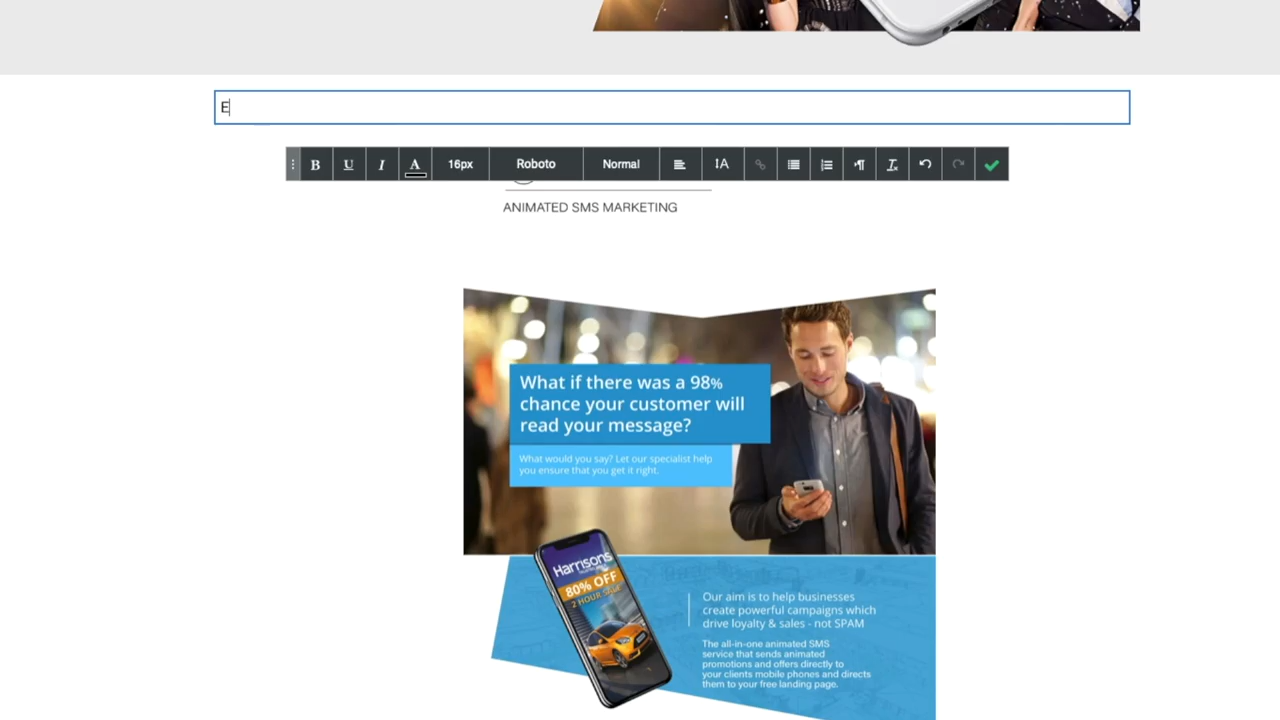 E
B U I A 16px Roboto Normal
ANIMATED SMS MARKETING
What if there was a 98%
chance your customer will
read your message?
What would you say? Let our specialist help
you ensure that you get it right.
Harrisons
80% OFF
2 HOUR SALE
Our aim is to help businesses
create powerful campaigns which
drive loyalty & sales - not SPAM
The all-in-one animated SMS
service that sends animated
promotions and offers directly to
your clients mobile phones and directs
them to your free landing page.